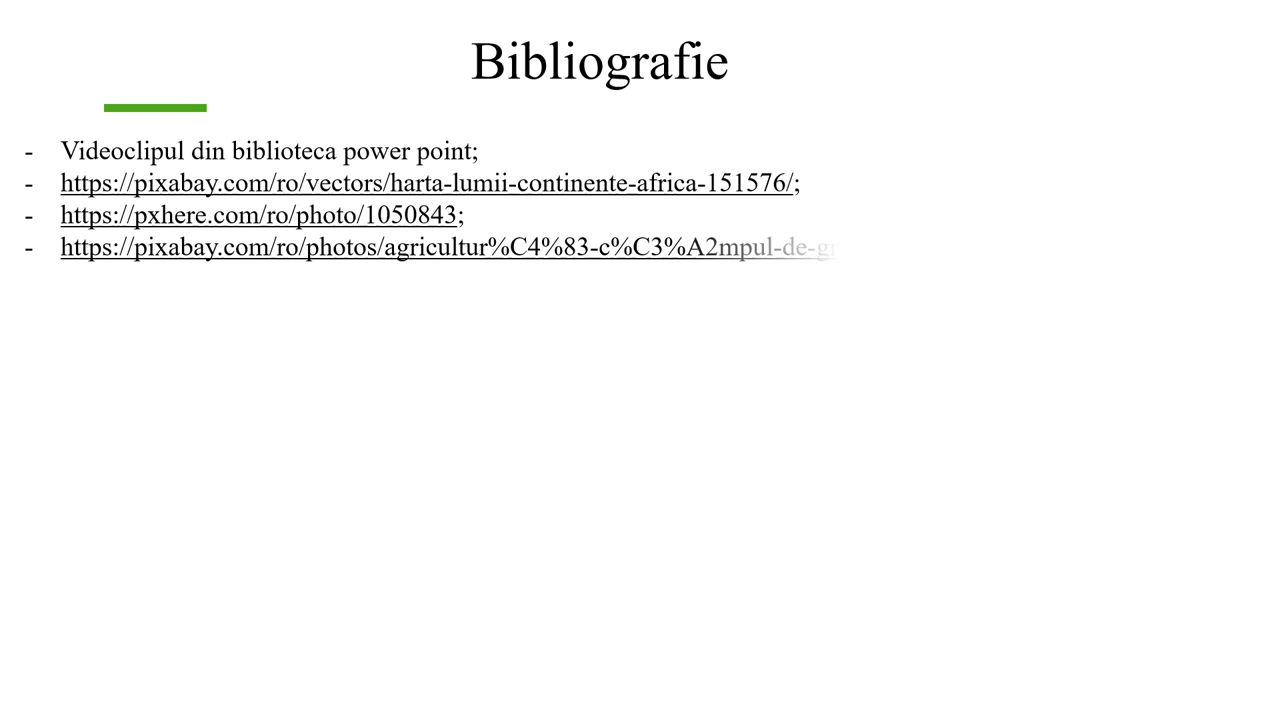 Bibliografie
- Videoclipul din biblioteca power point;
- https://pixabay.com/ro/vectors/harta-lumii-continente-africa-151576/;
- https://pxhere.com/ro/photo/1050843;
- https://pixabay.com/ro/photos/agricultur%C4%83-c%C3%A2mpul-de-g